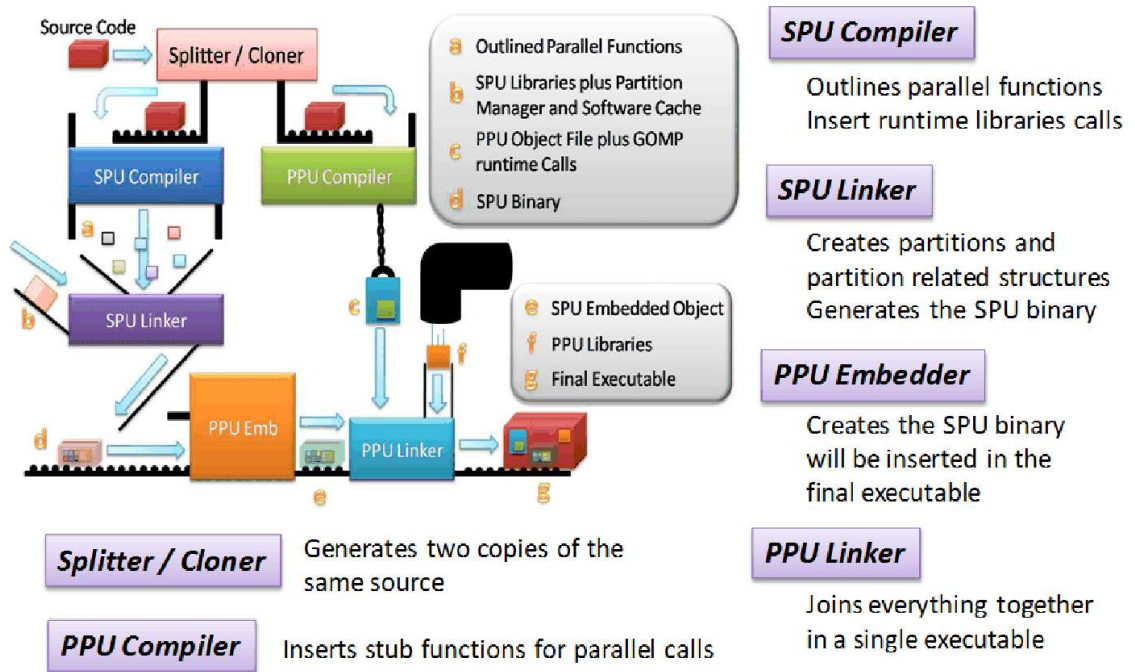 Source Code
Splitter / Cloner
SPU Compiler
PPU Compiler
a
b
SPU Linker
c
f
d
PPU Emb
PPU Linker
e
g
a Outlined Parallel Functions
b SPU Libraries plus Partition
Manager and Software Cache
c PPU Object File plus GOMP
runtime Calls
d SPU Binary
e SPU Embedded Object
f PPU Libraries
g Final Executable
SPU Compiler
Outlines parallel functions
Insert runtime libraries calls
SPU Linker
Creates partitions and
partition related structures
Generates the SPU binary
PPU Embedder
Creates the SPU binary
will be inserted in the
final executable
PPU Linker
Joins everything together
in a single executable
Splitter / Cloner
Generates two copies of the
same source
PPU Compiler
Inserts stub functions for parallel calls